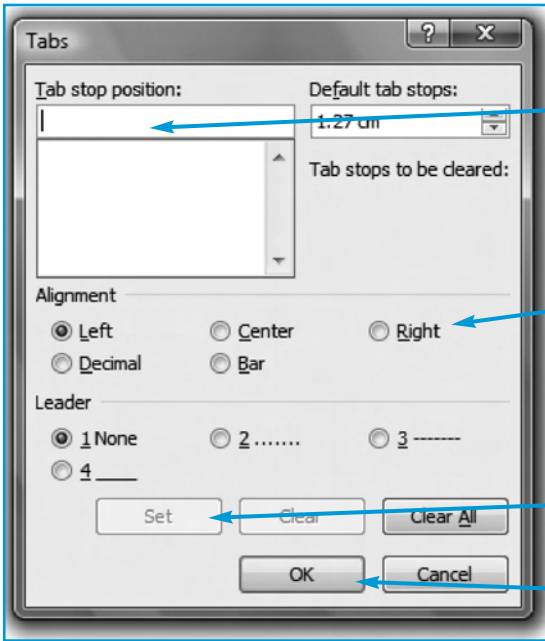 Tabs
Tab stop position: Default tab stops:
1.27 cm
Tab stops to be cleared:
Alignment
Left Center Right
Decimal Bar
Leader
1 None 2 ....... 3 -------
4 ____
Set Clear Clear All
OK Cancel